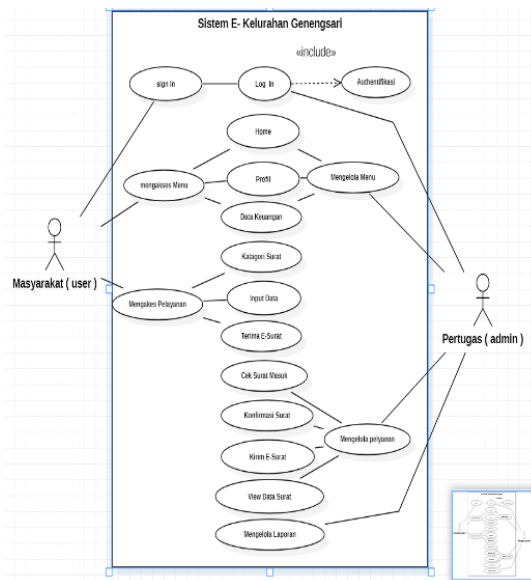 Sistem E- Kelurahan Genengsari
«include»
sign In
Log In
Authentifikasi
Home
mengakses Menu
Profil
Mengelola Menu
Data Keuangan
Masyarakat ( user )
Katagori Surat
Mengakes Pelayanan
Input Data
Terima E-Surat
Pertugas ( admin )
Cek Surat Masuk
Konfirmasi Surat
Mengelola pelyanan
Kirim E Surat
View Data Surat
Mengelola Laporan